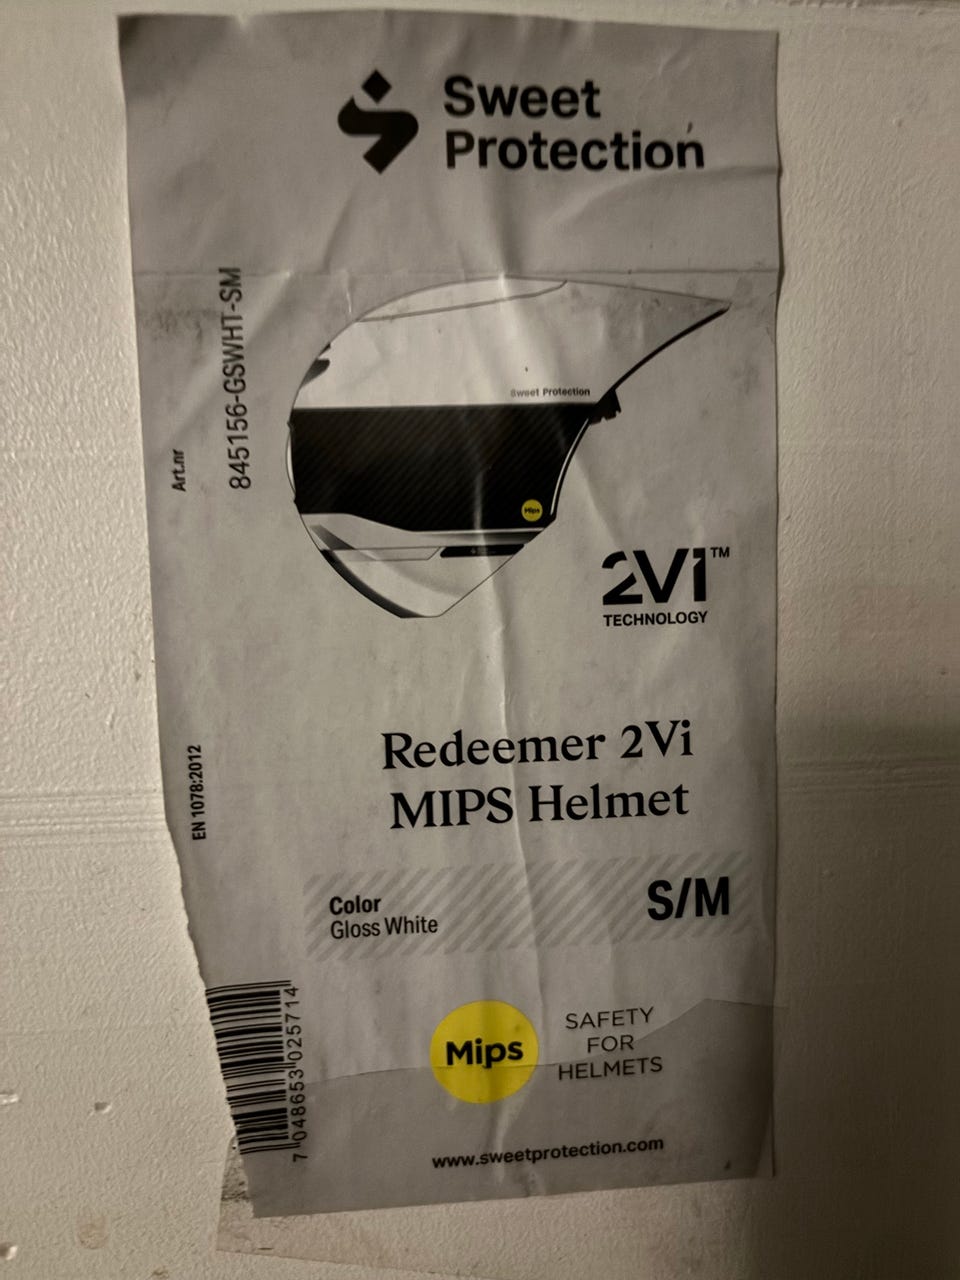 Sweet
Protection
Art.nr
845156-GSWHT-SM
Sweet Protection
Mips
2Vi™
TECHNOLOGY
Redeemer 2Vi
MIPS Helmet
EN 1078:2012
Color
Gloss White
S/M
Mips
SAFETY
FOR
HELMETS
7 048653 025714
www.sweetprotection.com